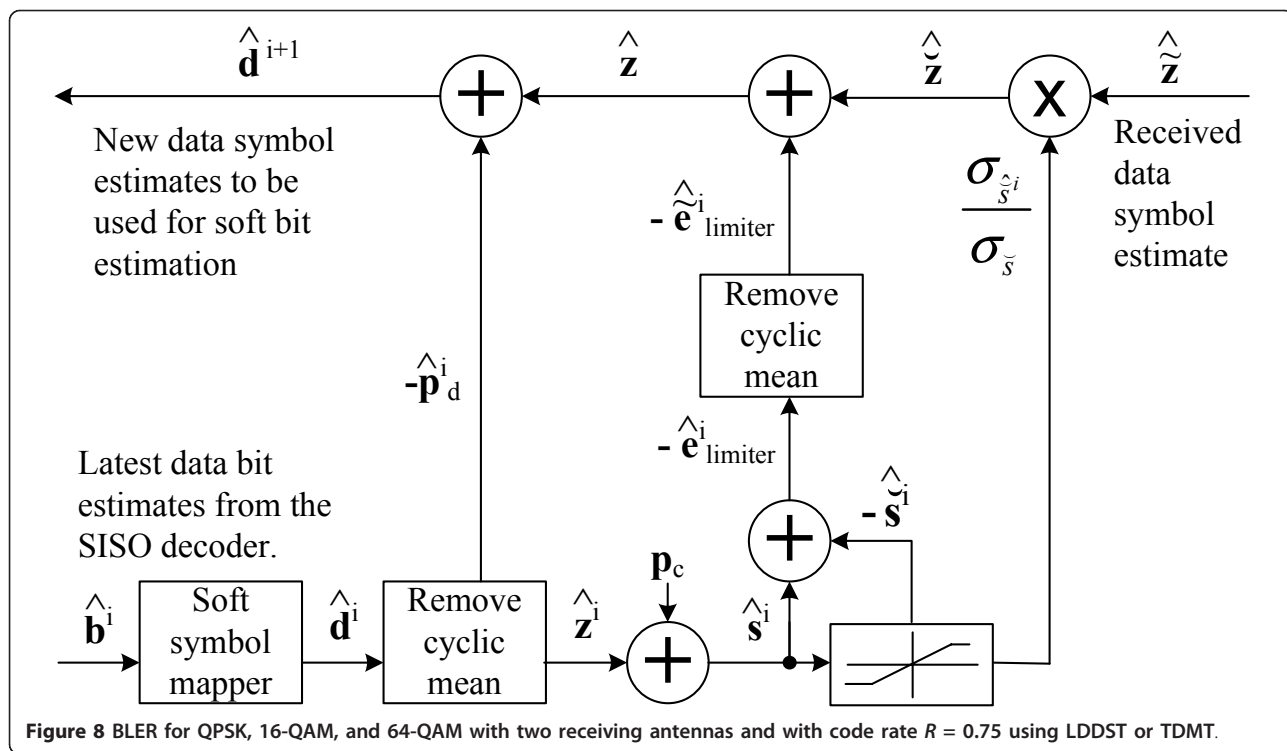 d̂ i+1
ẑ
z̆̂
z̃̂
New data symbol
estimates to be
used for soft bit
estimation
Received
data
symbol
estimate
σ ŝ̆ i
σ s̆
- ẽ̂ i limiter
Remove
cyclic
mean
- p̂ i d
- ê i limiter
Latest data bit
estimates from the
SISO decoder.
- s̆̂ i
p c
b̂ i
Soft
symbol
mapper
d̂ i
Remove
cyclic
mean
ẑ i
ŝ i
+
+
X
+
+
Figure 8 BLER for QPSK, 16-QAM, and 64-QAM with two receiving antennas and with code rate R = 0.75 using LDDST or TDMT.